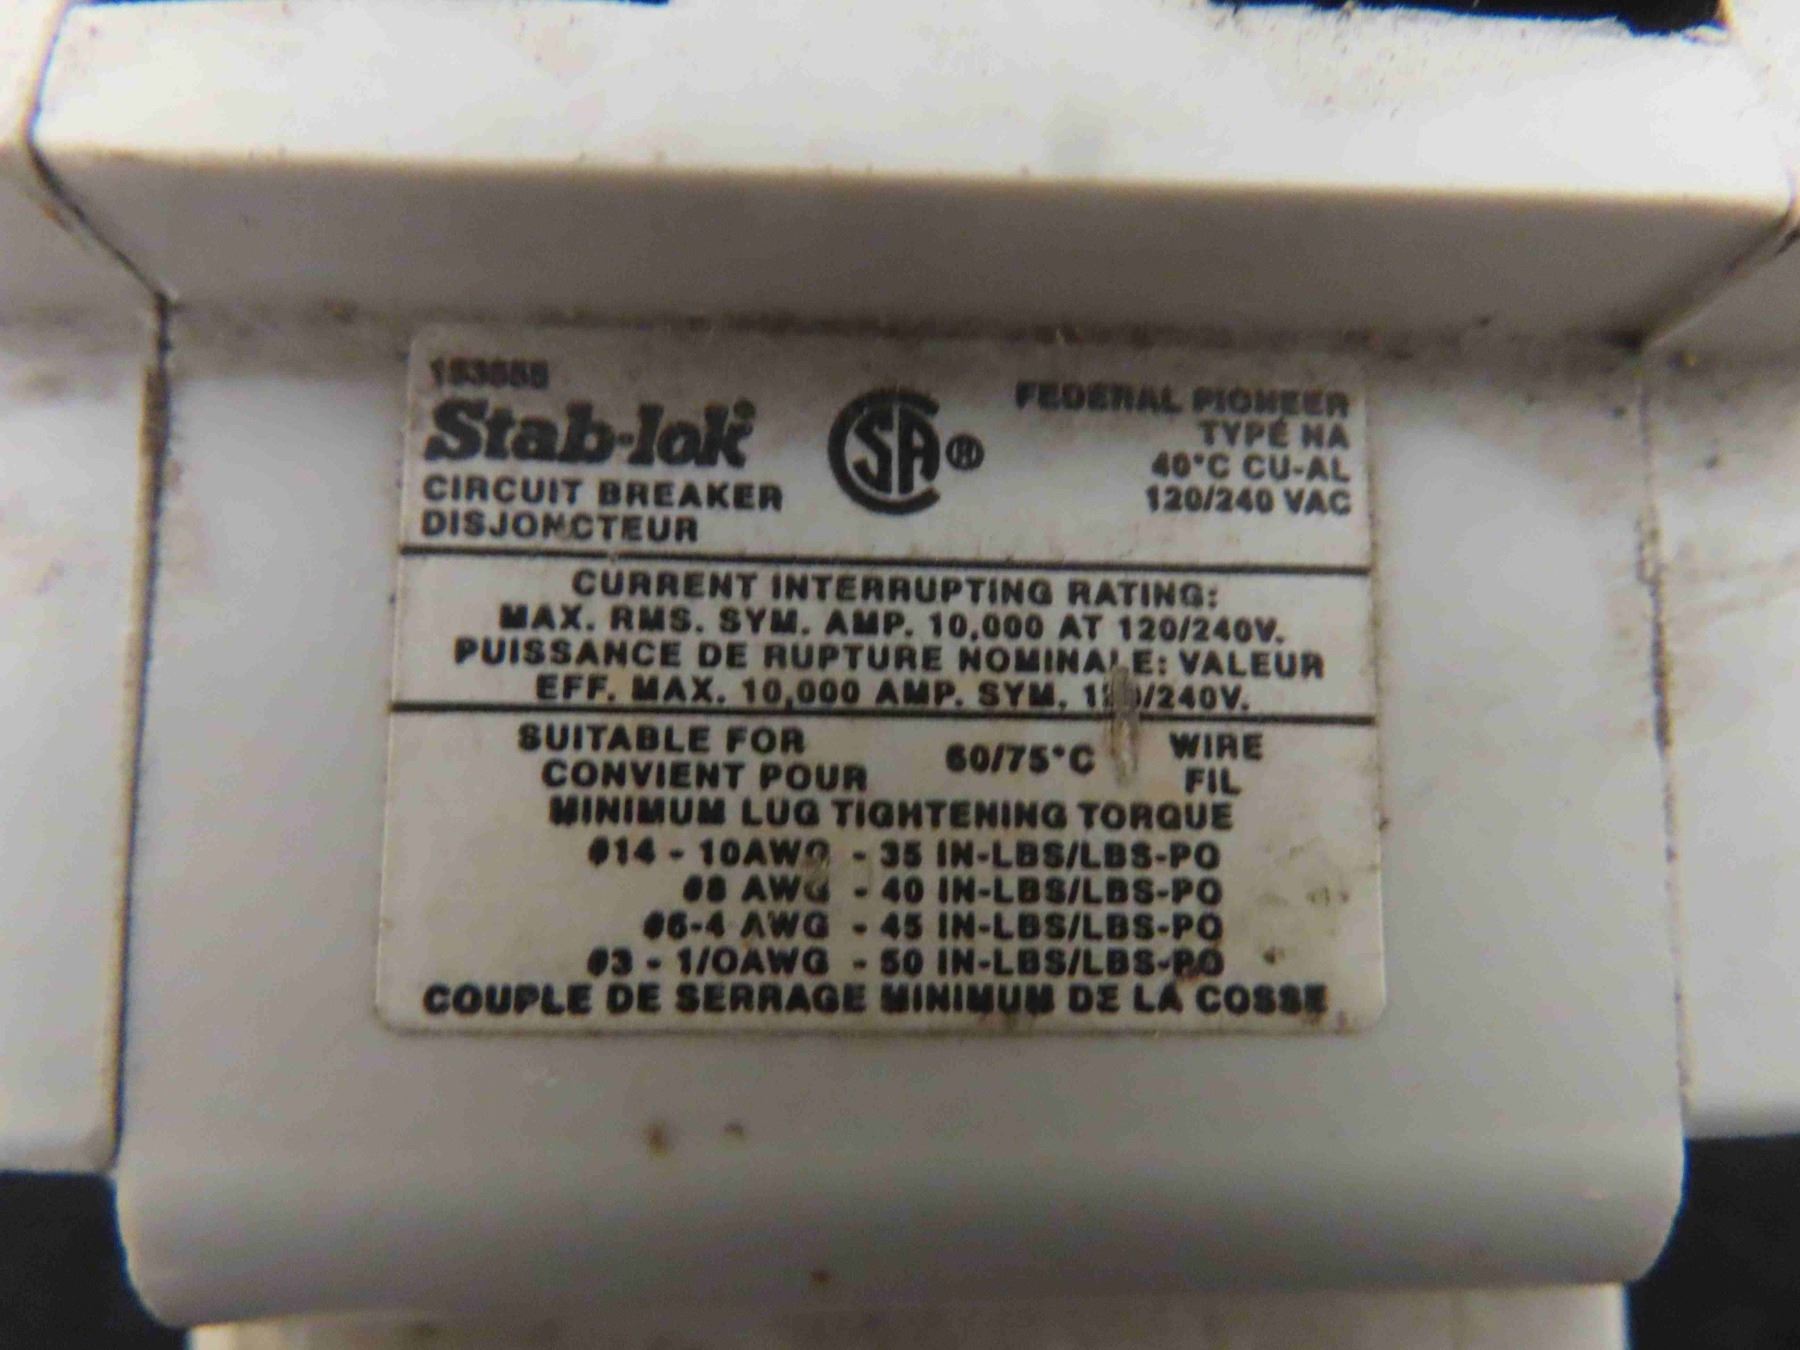 Stab-lok®
CIRCUIT BREAKER
DISJONCTEUR
CSA®
FEDERAL PIONEER
TYPE NA
40°C CU-AL
120/240 VAC
CURRENT INTERRUPTING RATING:
MAX. RMS. SYM. AMP. 10,000 AT 120/240V.
PUISSANCE DE RUPTURE NOMINALE: VALEUR
EFF. MAX. 10,000 AMP. SYM. 120/240V.
SUITABLE FOR 60/75°C WIRE
CONVIENT POUR FIL
MINIMUM LUG TIGHTENING TORQUE
#14 - 10AWG - 35 IN-LBS/LBS-PO
#8 AWG - 40 IN-LBS/LBS-PO
#6-4 AWG - 45 IN-LBS/LBS-PO
#3 - 1/0AWG - 50 IN-LBS/LBS-PO
COUPLE DE SERRAGE MINIMUM DE LA COSSE